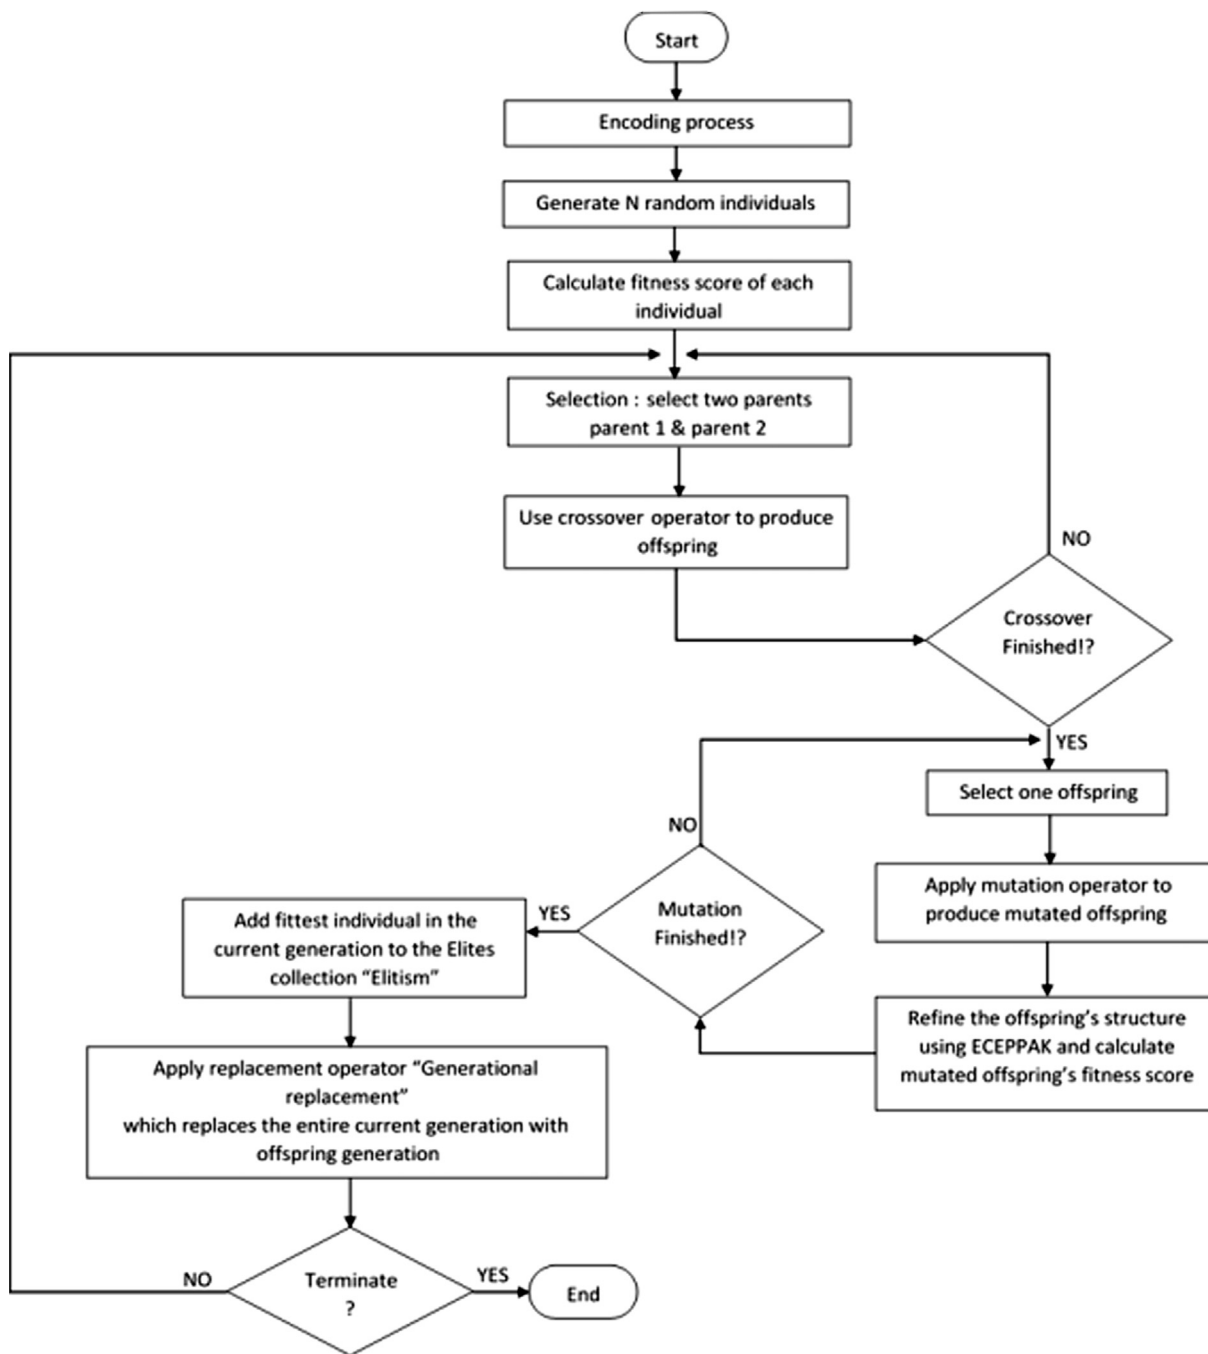 Start
Encoding process
Generate N random individuals
Calculate fitness score of each
individual
Selection : select two parents
parent 1 & parent 2
Use crossover operator to produce
offspring
NO
Crossover
Finished!?
YES
Select one offspring
Apply mutation operator to
produce mutated offspring
Refine the offspring’s structure
using ECEPPAK and calculate
mutated offspring’s fitness score
NO
Mutation
Finished!?
YES
Add fittest individual in the
current generation to the Elites
collection “Elitism”
Apply replacement operator “Generational
replacement”
which replaces the entire current generation with
offspring generation
Terminate
?
NO
YES
End